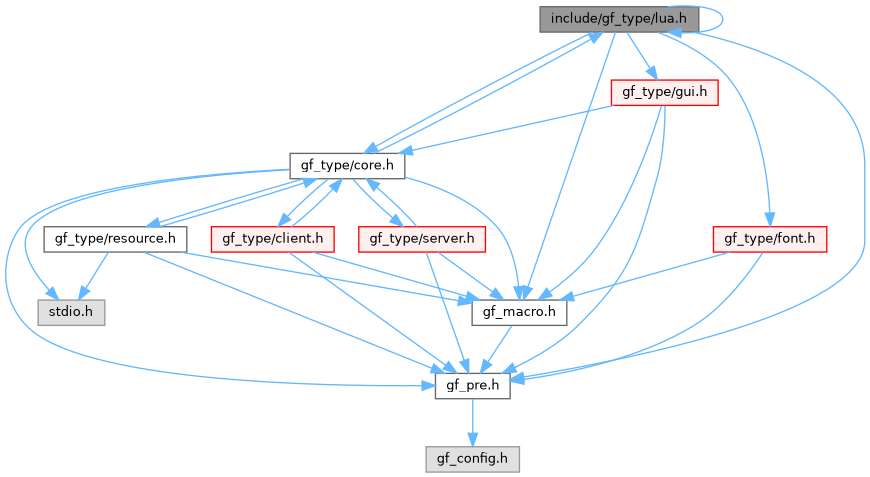 include/gf_type/lua.h
gf_type/gui.h
gf_type/core.h
gf_type/resource.h
gf_type/client.h
gf_type/server.h
gf_type/font.h
stdio.h
gf_macro.h
gf_pre.h
gf_config.h